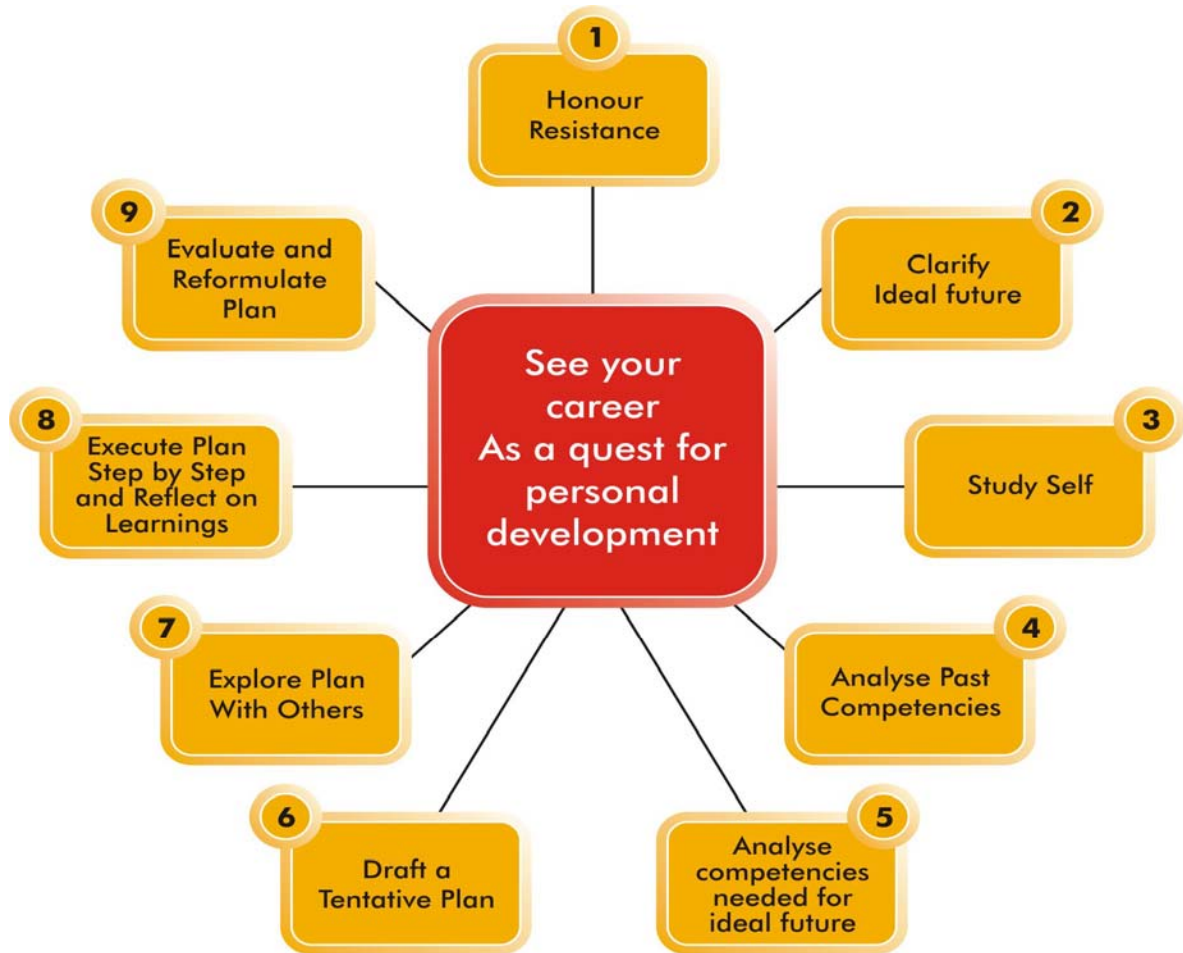 1
Honour
Resistance
2
Clarify
Ideal future
3
Study Self
4
Analyse Past
Competencies
5
Analyse
competencies
needed for
ideal future
6
Draft a
Tentative Plan
7
Explore Plan
With Others
8
Execute Plan
Step by Step
and Reflect on
Learnings
9
Evaluate and
Reformulate
Plan
See your
career
As a quest for
personal
development